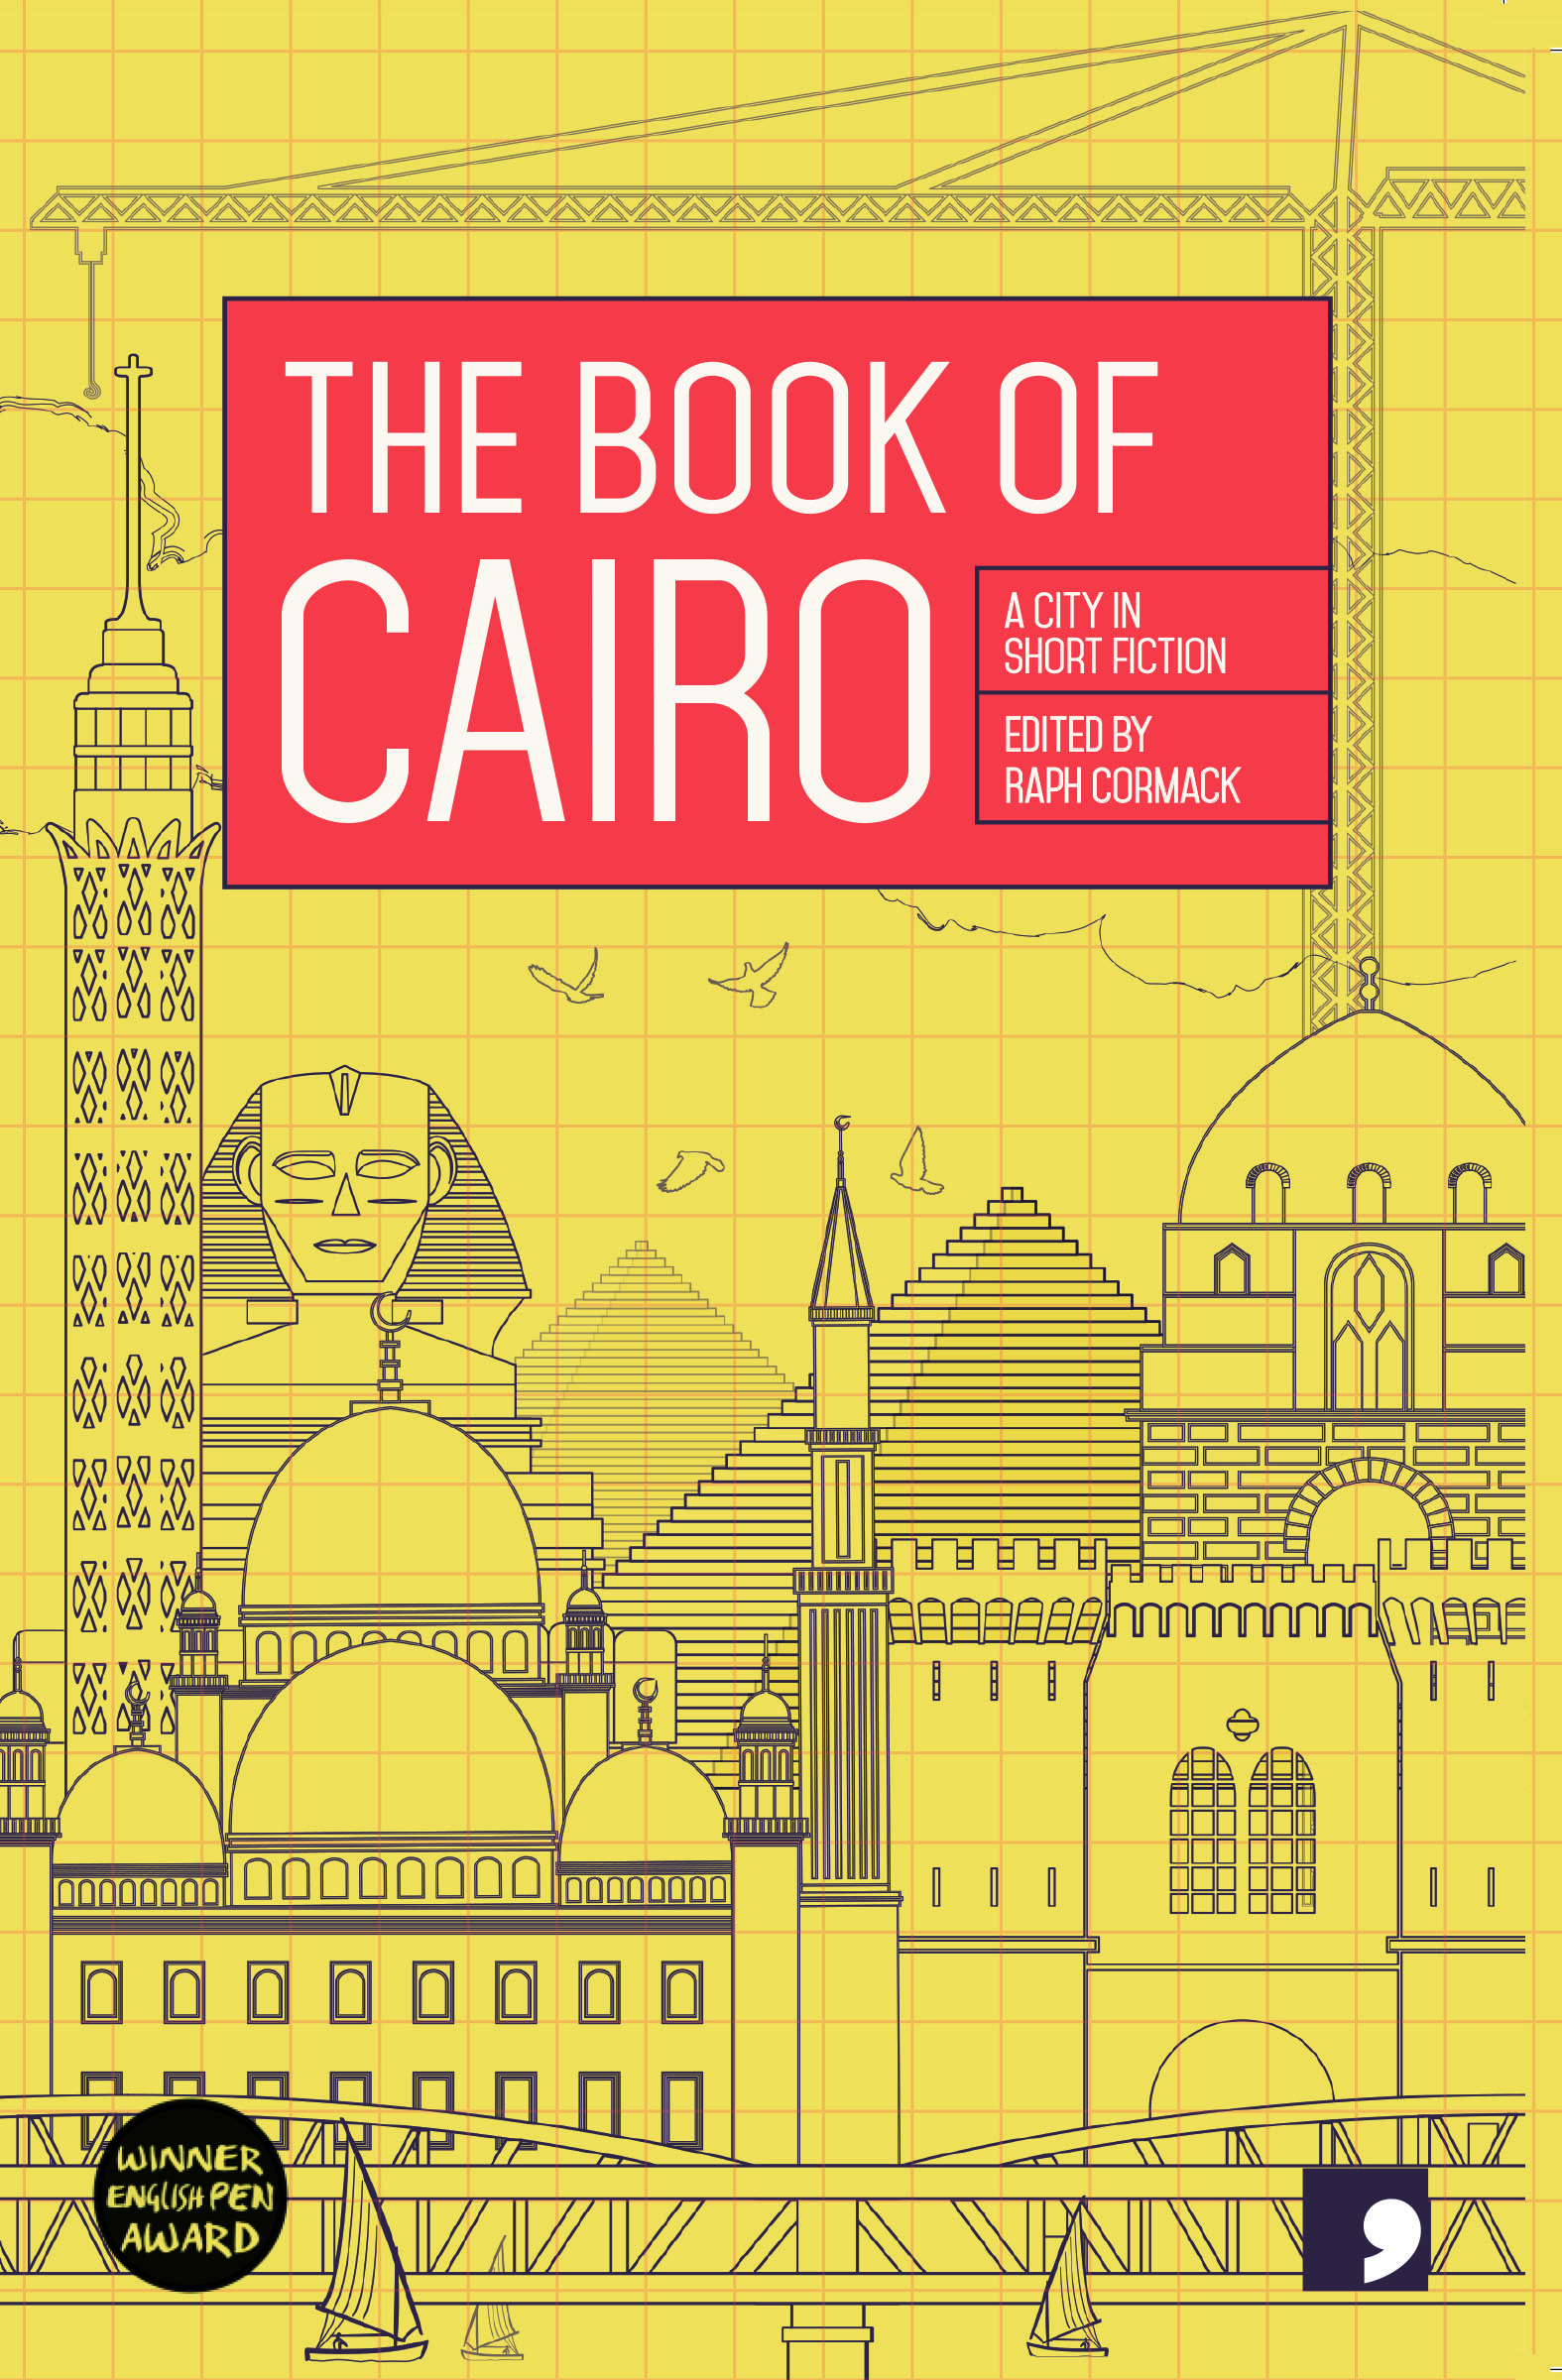 THE BOOK OF
CAIRO
A CITY IN
SHORT FICTION
EDITED BY
RAPH CORMACK
WINNER
ENGLISH PEN
AWARD